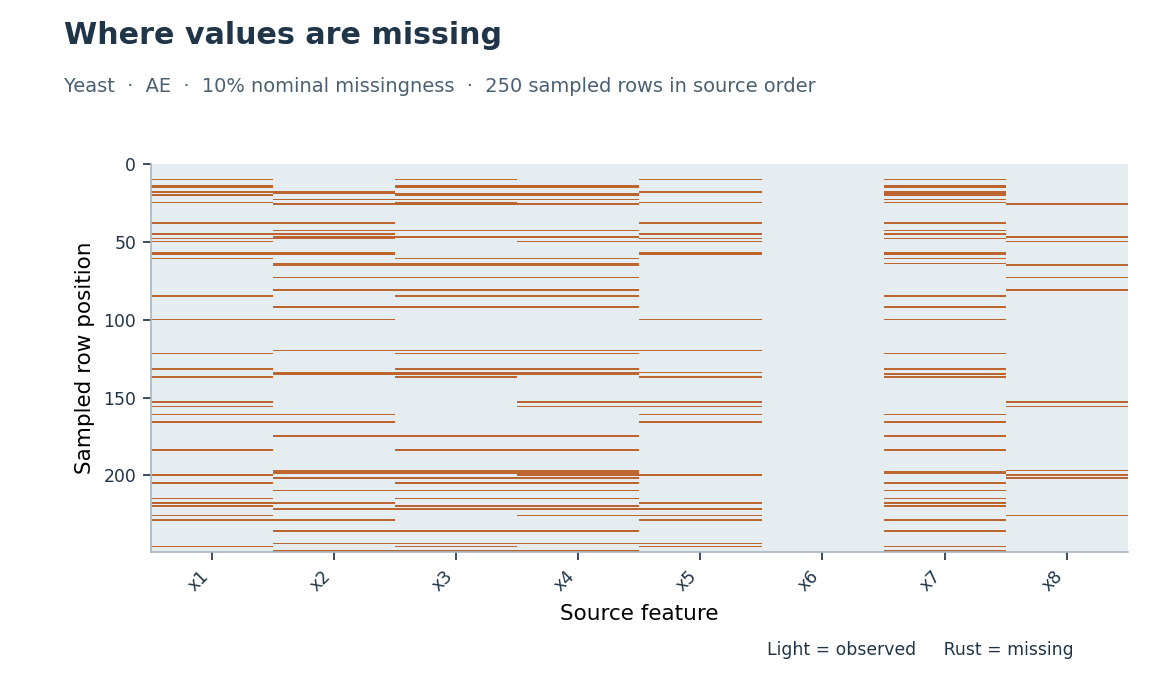 Where values are missing
Yeast · AE · 10% nominal missingness · 250 sampled rows in source order
0
50
100
150
200
Sampled row position
x1 x2 x3 x4 x5 x6 x7 x8
Source feature
Light = observed Rust = missing